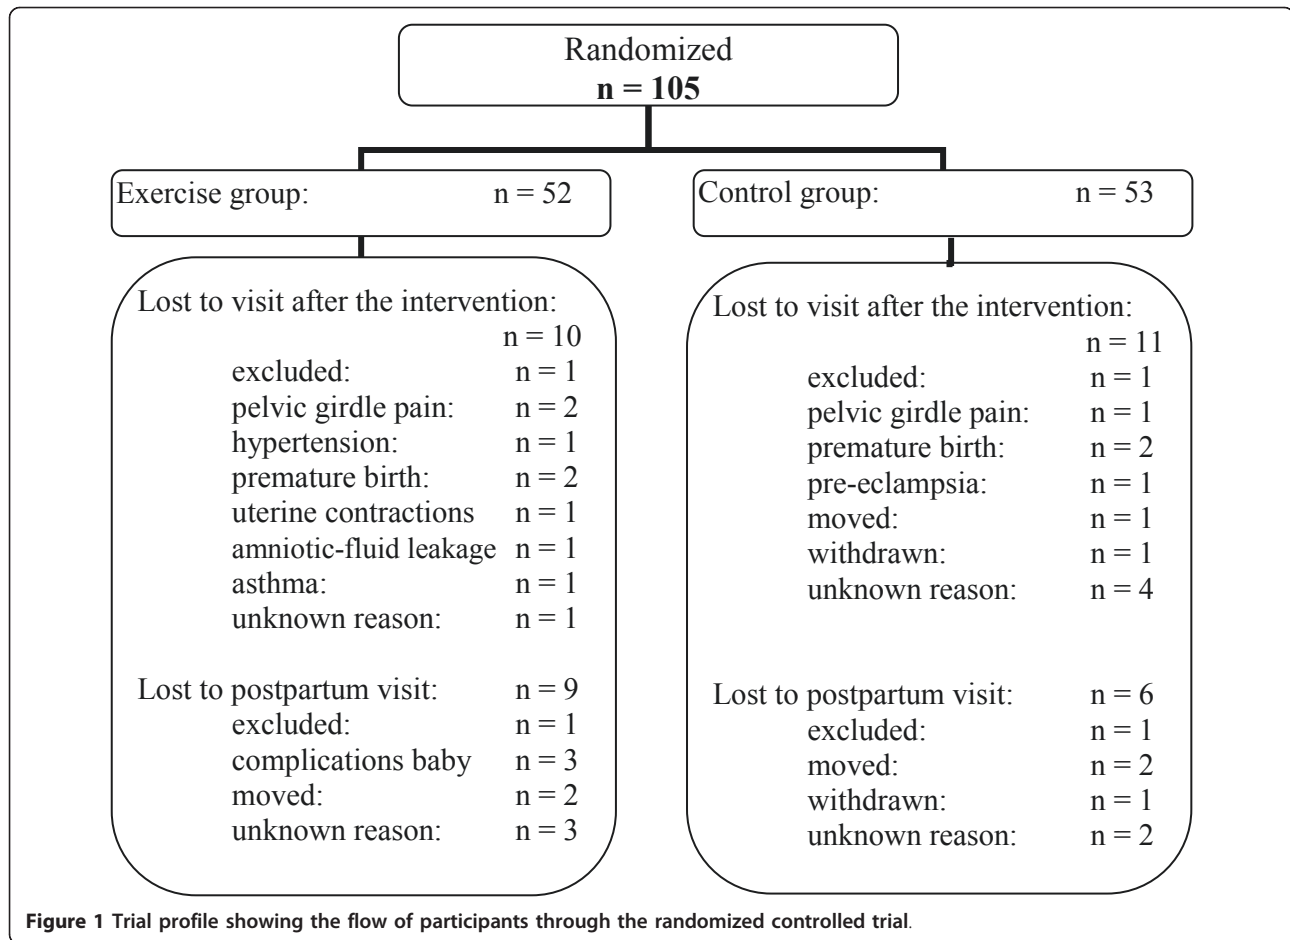 Randomized
n = 105
Exercise group: n = 52
Control group: n = 53
Lost to visit after the intervention:
n = 10
excluded: n = 1
pelvic girdle pain: n = 2
hypertension: n = 1
premature birth: n = 2
uterine contractions n = 1
amniotic-fluid leakage n = 1
asthma: n = 1
unknown reason: n = 1
Lost to postpartum visit: n = 9
excluded: n = 1
complications baby n = 3
moved: n = 2
unknown reason: n = 3
Lost to visit after the intervention:
n = 11
excluded: n = 1
pelvic girdle pain: n = 1
premature birth: n = 2
pre-eclampsia: n = 1
moved: n = 1
withdrawn: n = 1
unknown reason: n = 4
Lost to postpartum visit: n = 6
excluded: n = 1
moved: n = 2
withdrawn: n = 1
unknown reason: n = 2
Figure 1 Trial profile showing the flow of participants through the randomized controlled trial.